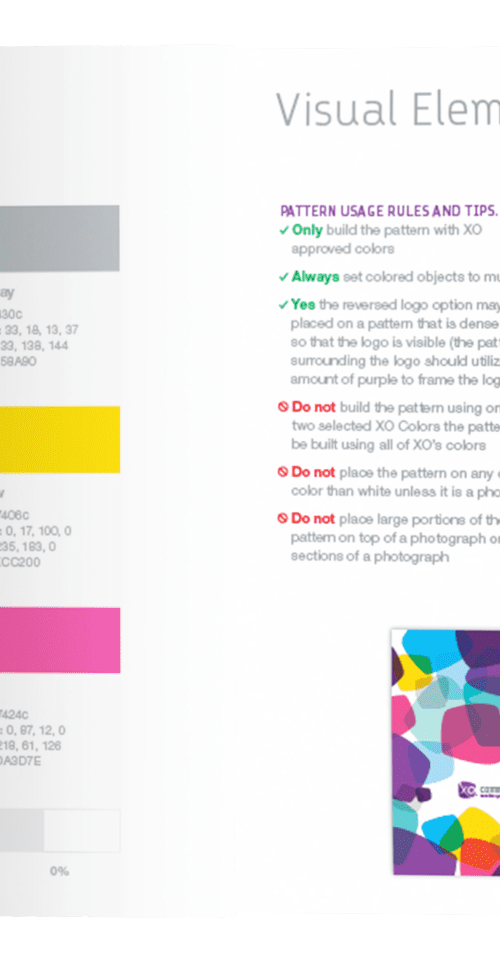 ay
430c
: 33, 18, 13, 37
33, 138, 144
58A90
w
7406c
: 0, 17, 100, 0
235, 183, 0
ECC200
7424c
: 0, 87, 12, 0
219, 61, 126
DA3D7E
0%
Visual Elem
PATTERN USAGE RULES AND TIPS.
Only build the pattern with XO
approved colors
Always set colored objects to mu
Yes the reversed logo option may
placed on a pattern that is dense
so that the logo is visible (the pat
surrounding the logo should utiliz
amount of purple to frame the log
Do not build the pattern using on
two selected XO Colors the patte
be built using all of XO's colors
Do not place the pattern on any
color than white unless it is a pho
Do not place large portions of the
pattern on top of a photograph or
sections of a photograph
XO